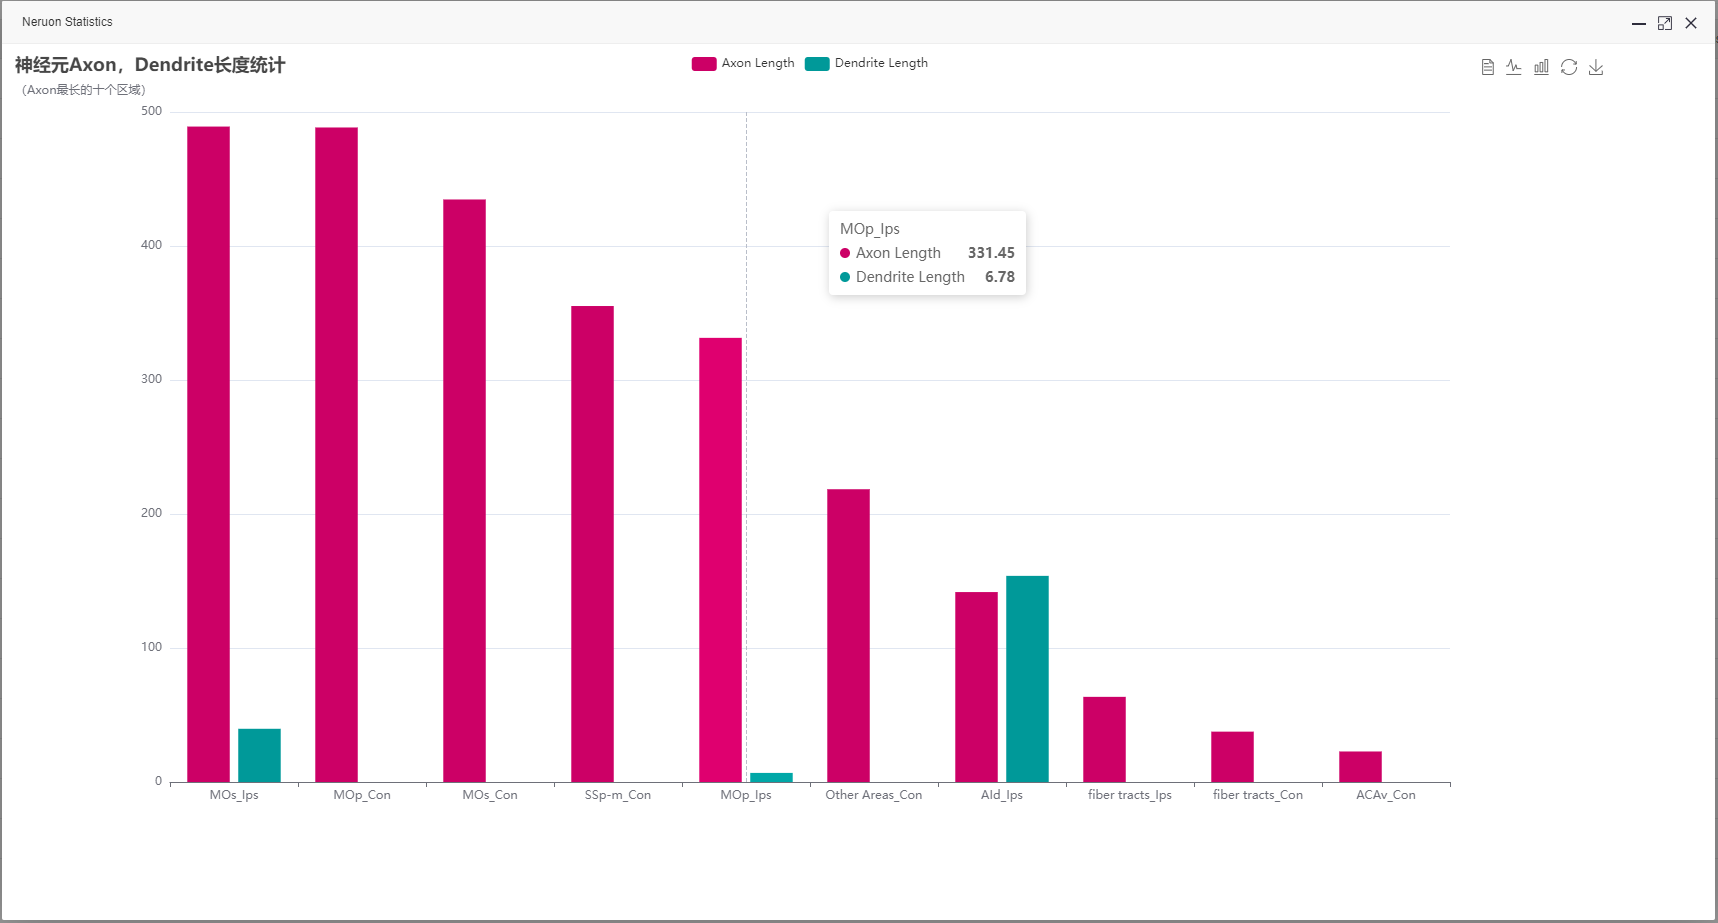 Neruon Statistics
神经元Axon，Dendrite长度统计
（Axon最长的十个区域）
Axon Length
Dendrite Length
500
400
300
200
100
0
MOp_Ips
Axon Length 331.45
Dendrite Length 6.78
MOs_Ips
MOp_Con
MOs_Con
SSp-m_Con
MOp_Ips
Other Areas_Con
AId_Ips
fiber tracts_Ips
fiber tracts_Con
ACAv_Con